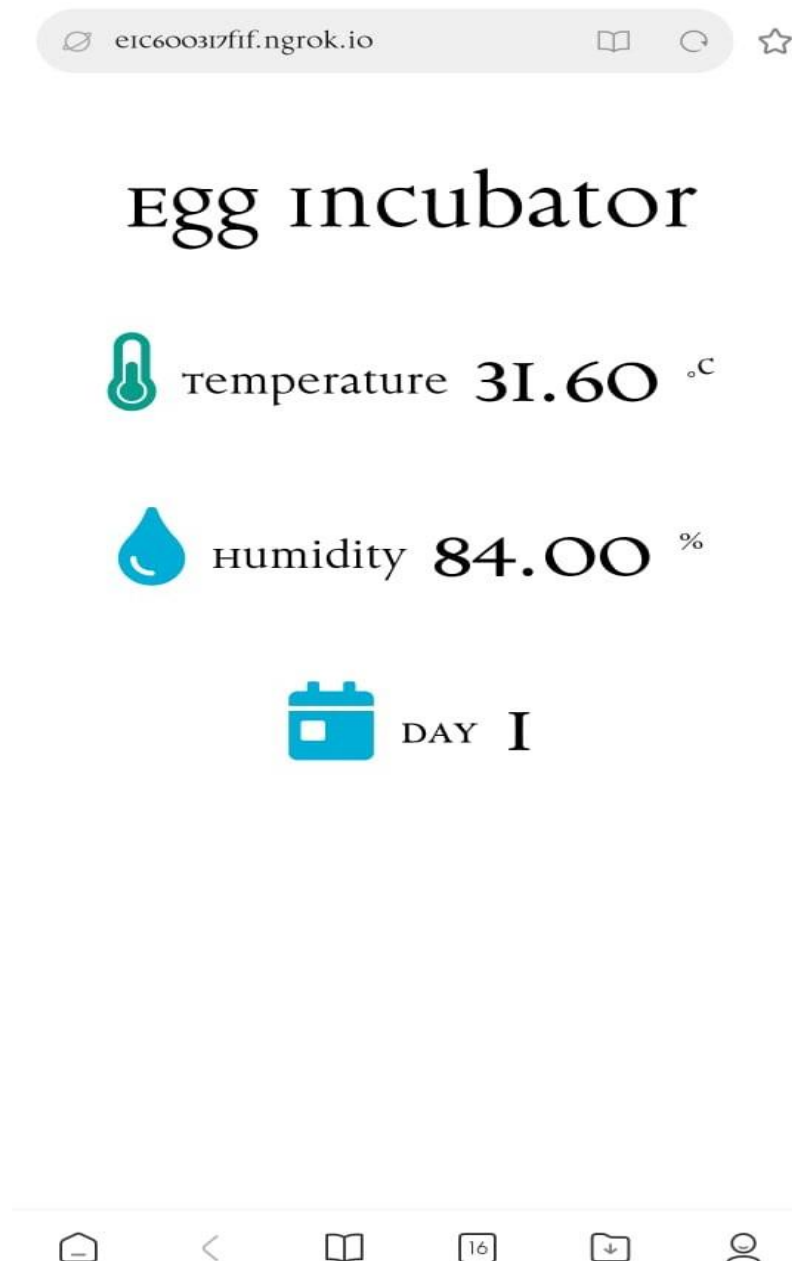 e1c600317f1f.ngrok.io
Egg Incubator
Temperature 31.60 °C
Humidity 84.00 %
DAY 1
16